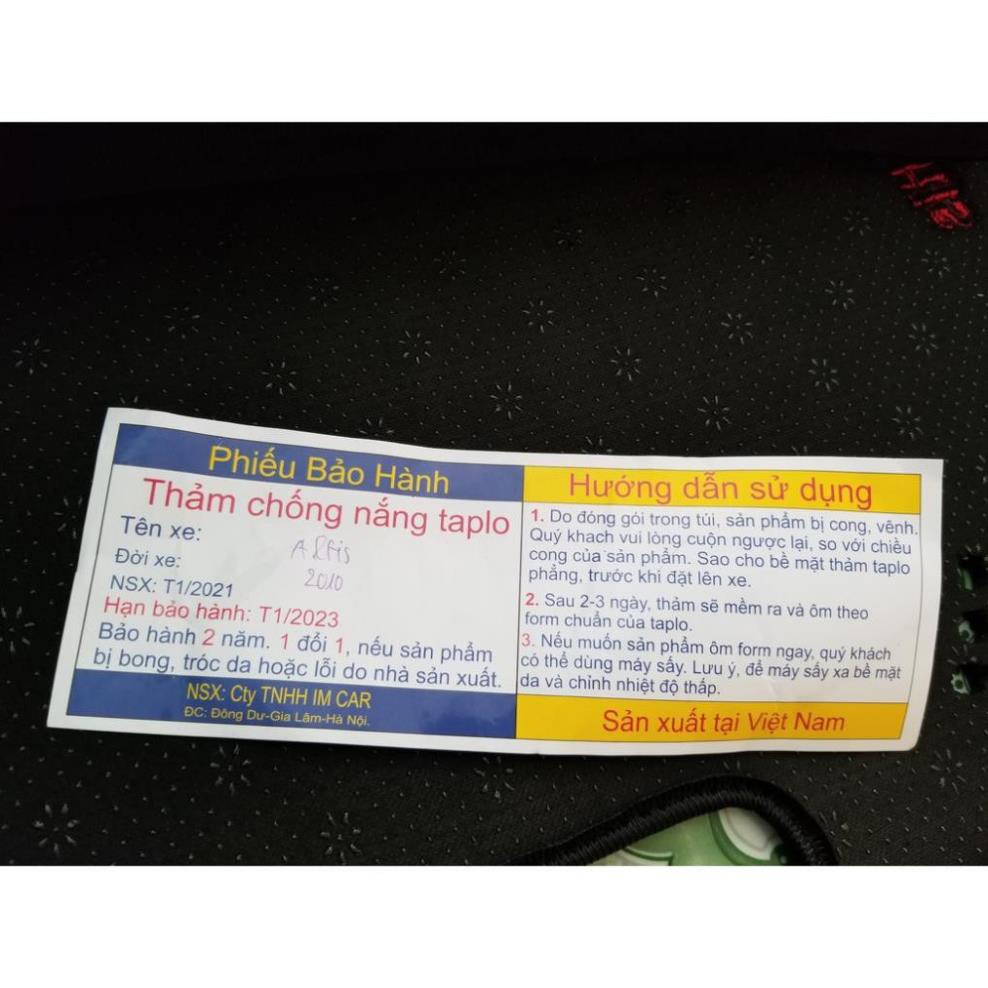 Phiếu Bảo Hành
Thảm chống nắng taplo
Tên xe: Altis
Đời xe: 2010
NSX: T1/2021
Hạn bảo hành: T1/2023
Bảo hành 2 năm. 1 đổi 1, nếu sản phẩm
bị bong, tróc da hoặc lỗi do nhà sản xuất.
NSX: Cty TNHH IM CAR
ĐC: Đông Dư-Gia Lâm-Hà Nội.
Hướng dẫn sử dụng
1. Do đóng gói trong túi, sản phẩm bị cong, vênh.
Quý khach vui lòng cuộn ngược lại, so với chiều
cong của sản phẩm. Sao cho bề mặt thảm taplo
phẳng, trước khi đặt lên xe.
2. Sau 2-3 ngày, thảm sẽ mềm ra và ôm theo
form chuẩn của taplo.
3. Nếu muốn sản phẩm ôm form ngay, quý khách
có thể dùng máy sấy. Lưu ý, để máy sấy xa bề mặt
da và chỉnh nhiệt độ thấp.
Sản xuất tại Việt Nam